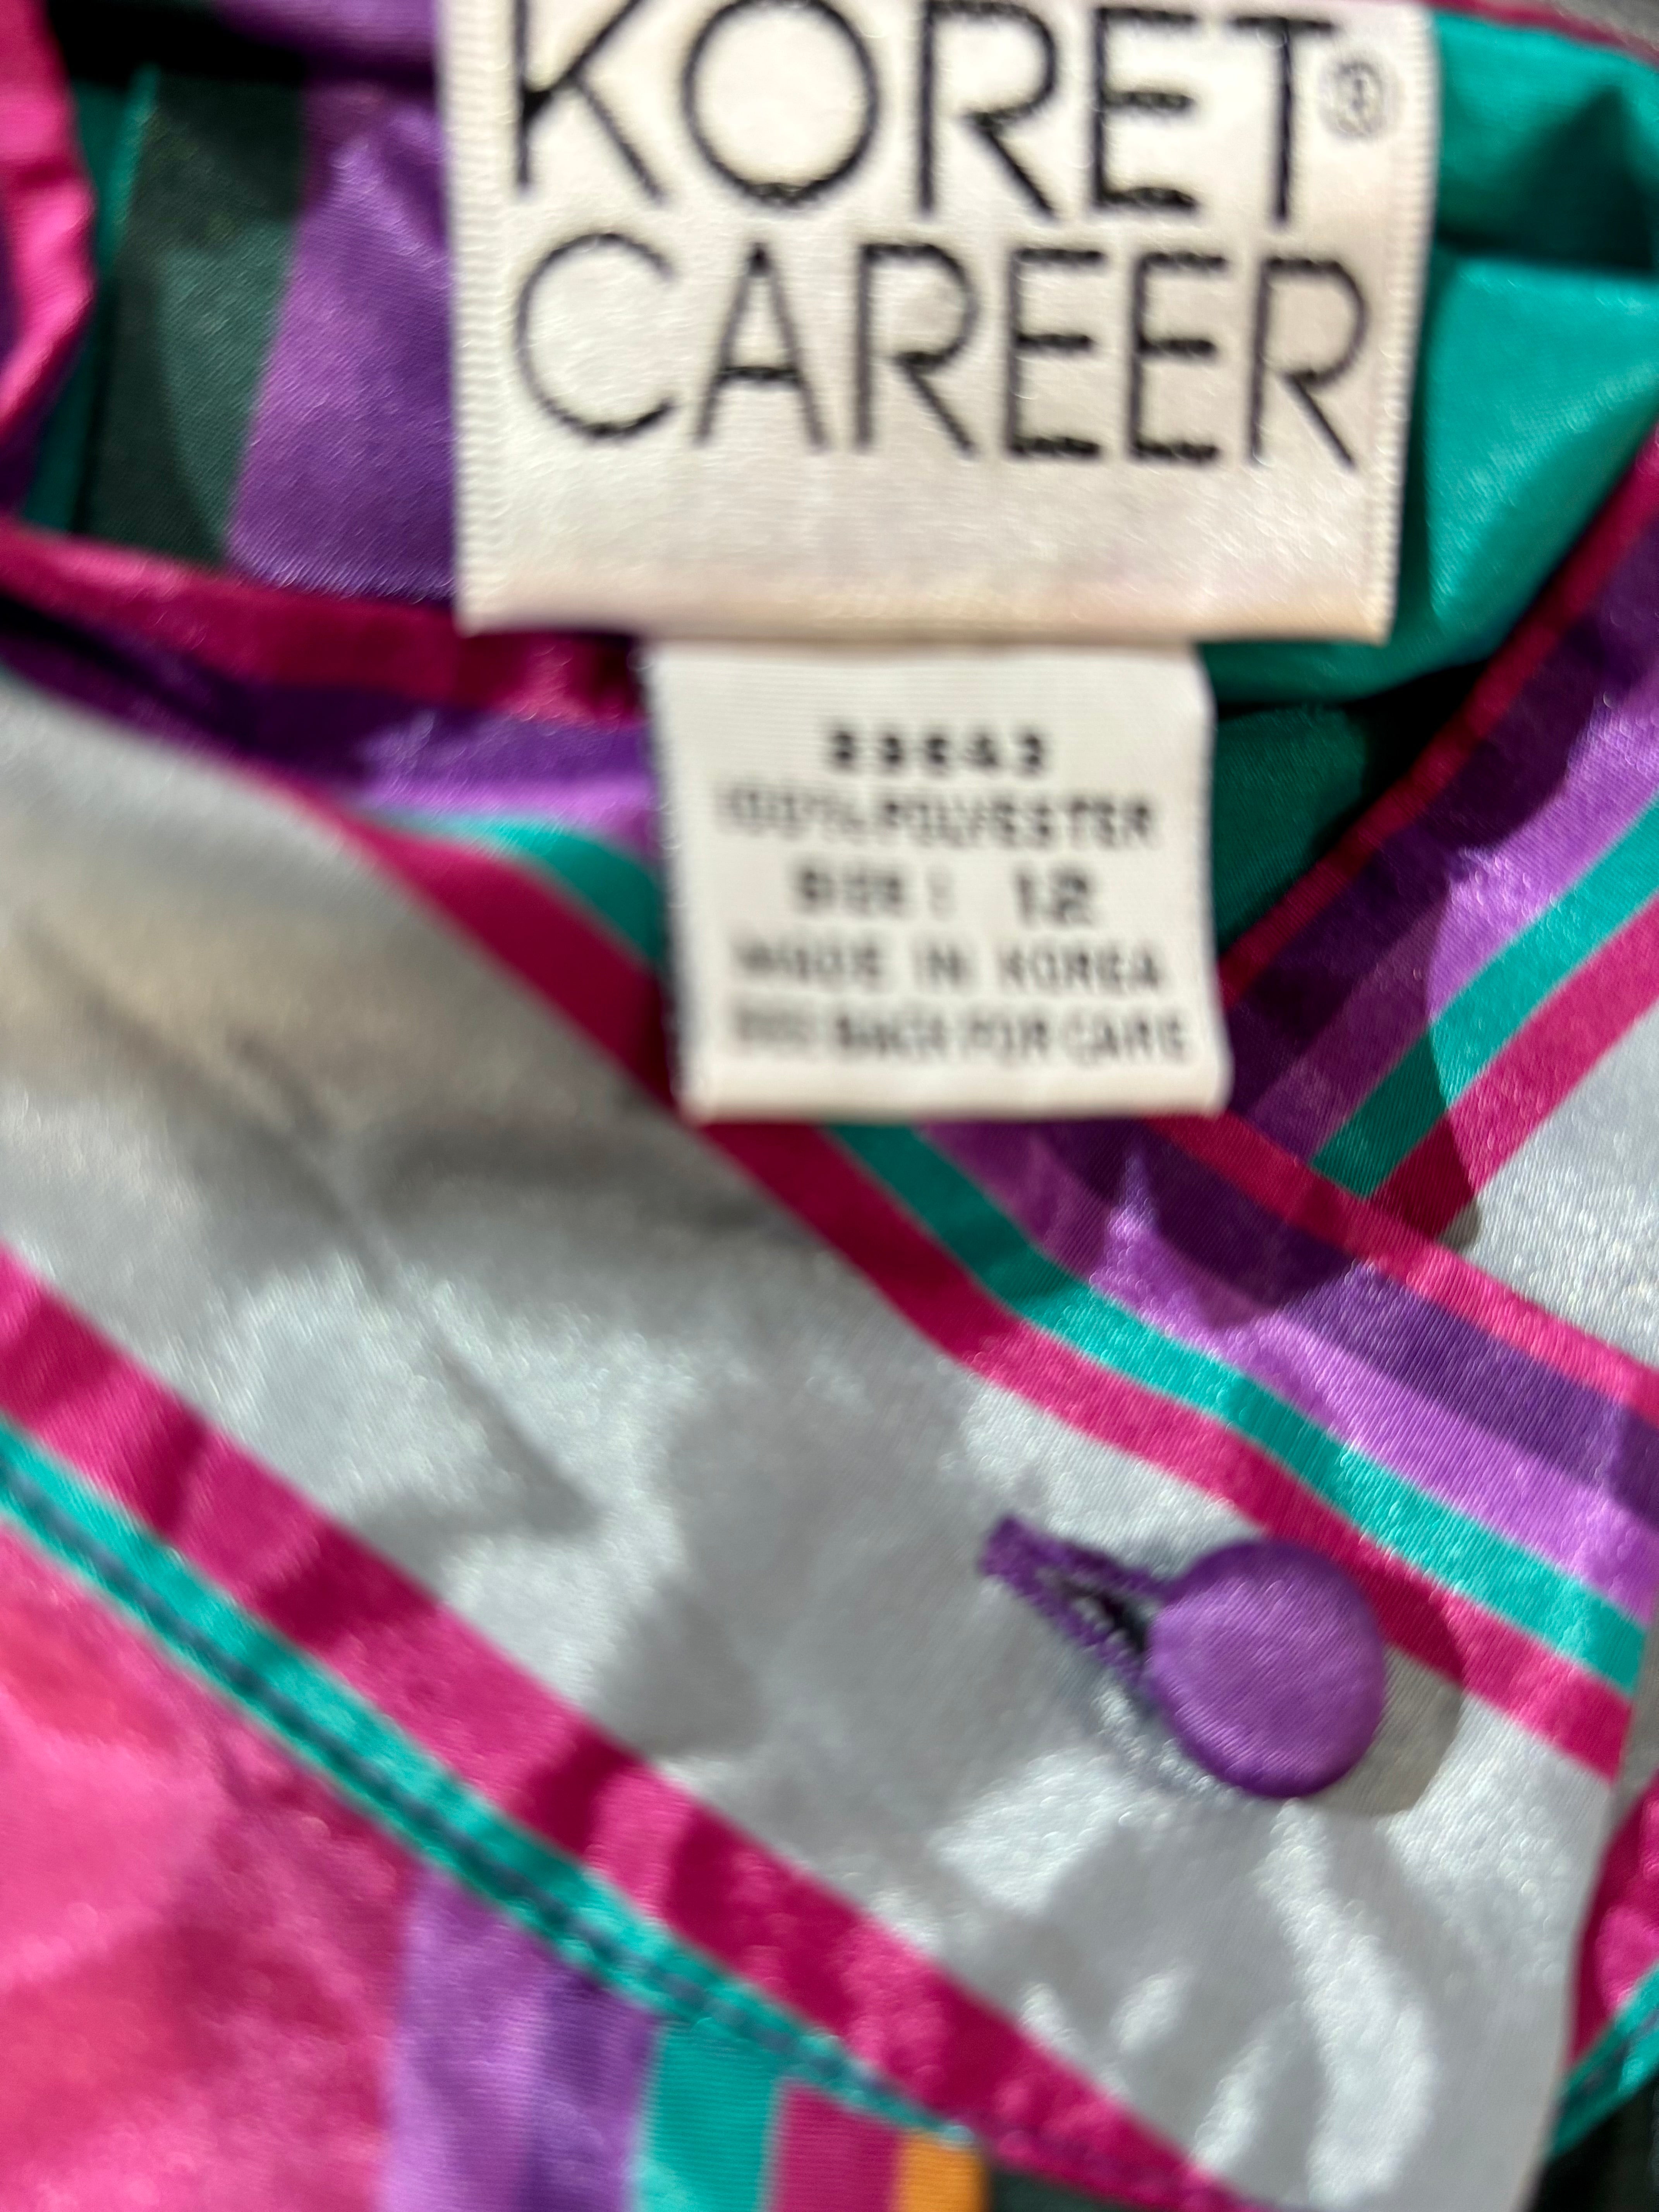 KORET®
CAREER
100% POLYESTER
SIZE : 12
MADE IN KOREA
SEE BACK FOR CARE